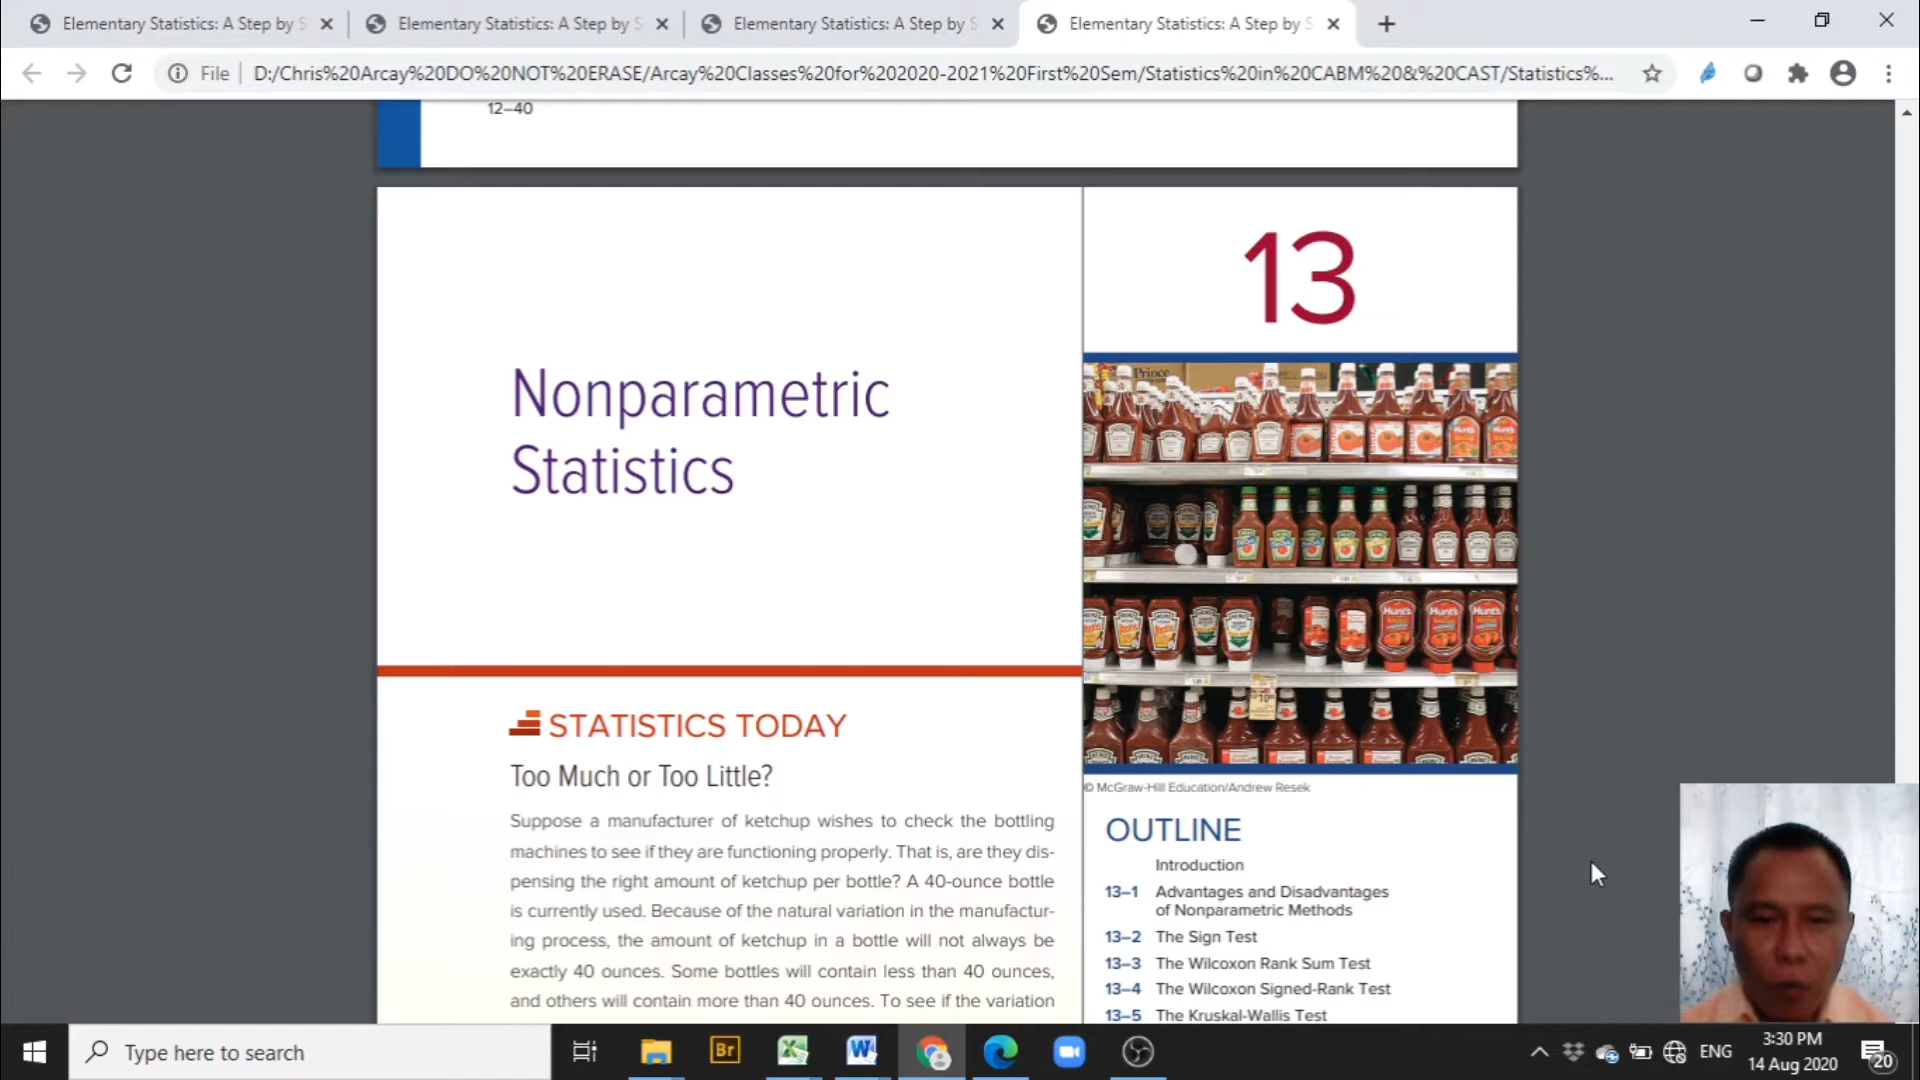 Elementary Statistics: A Step by S
Elementary Statistics: A Step by S
Elementary Statistics: A Step by S
Elementary Statistics: A Step by S
File
D:/Chris%20Arcay%20DO%20NOT%20ERASE/Arcay%20Classes%20for%202020-2021%20First%20Sem/Statistics%20in%20CABM%20&%20CAST/Statistics%...
12–40
13
Nonparametric
Statistics
Prince
STATISTICS TODAY
Too Much or Too Little?
Suppose a manufacturer of ketchup wishes to check the bottling
machines to see if they are functioning properly. That is, are they dis-
pensing the right amount of ketchup per bottle? A 40-ounce bottle
is currently used. Because of the natural variation in the manufactur-
ing process, the amount of ketchup in a bottle will not always be
exactly 40 ounces. Some bottles will contain less than 40 ounces,
and others will contain more than 40 ounces. To see if the variation
Hunt's
Hunt's
Hunt's
Hunt's
© McGraw-Hill Education/Andrew Resek
OUTLINE
Introduction
13–1 Advantages and Disadvantages
of Nonparametric Methods
13–2 The Sign Test
13–3 The Wilcoxon Rank Sum Test
13–4 The Wilcoxon Signed-Rank Test
13–5 The Kruskal-Wallis Test
Type here to search
Br
ENG
3:30 PM
14 Aug 2020
20